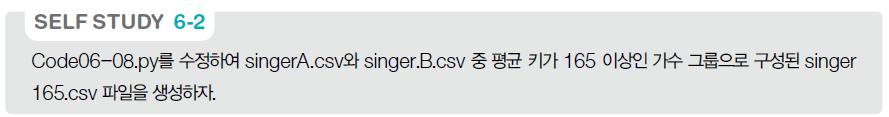 SELF STUDY 6-2
Code06-08.py를 수정하여 singerA.csv와 singer.B.csv 중 평균 키가 165 이상인 가수 그룹으로 구성된 singer
165.csv 파일을 생성하자.